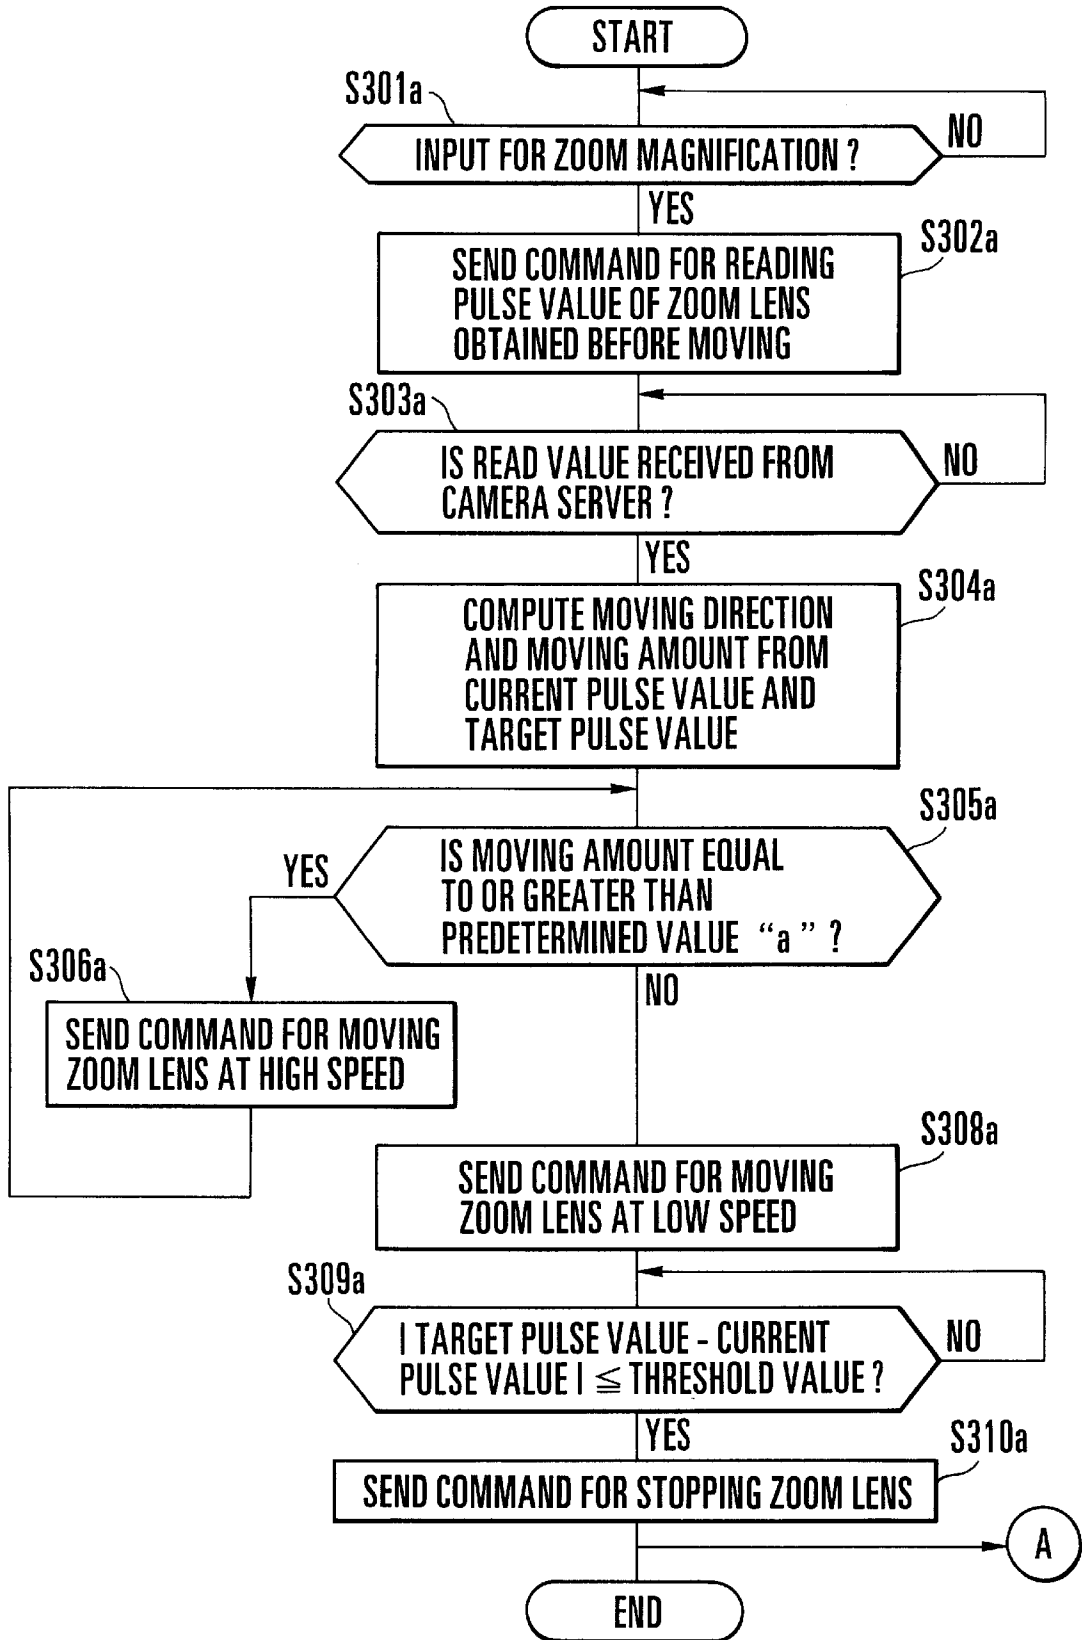 START
S301a
INPUT FOR ZOOM MAGNIFICATION ?
NO
YES
S302a
SEND COMMAND FOR READING
PULSE VALUE OF ZOOM LENS
OBTAINED BEFORE MOVING
S303a
IS READ VALUE RECEIVED FROM
CAMERA SERVER ?
NO
YES
S304a
COMPUTE MOVING DIRECTION
AND MOVING AMOUNT FROM
CURRENT PULSE VALUE AND
TARGET PULSE VALUE
S305a
IS MOVING AMOUNT EQUAL
TO OR GREATER THAN
PREDETERMINED VALUE “a” ?
YES
NO
S306a
SEND COMMAND FOR MOVING
ZOOM LENS AT HIGH SPEED
S308a
SEND COMMAND FOR MOVING
ZOOM LENS AT LOW SPEED
S309a
| TARGET PULSE VALUE - CURRENT
PULSE VALUE | ≦ THRESHOLD VALUE ?
NO
YES
S310a
SEND COMMAND FOR STOPPING ZOOM LENS
A
END